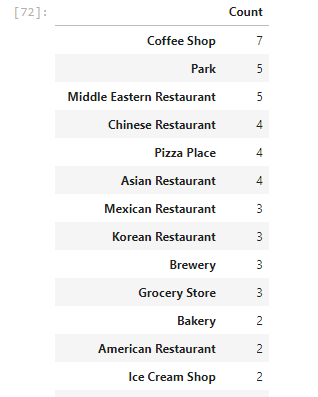 [72]:
Count
Coffee Shop 7
Park 5
Middle Eastern Restaurant 5
Chinese Restaurant 4
Pizza Place 4
Asian Restaurant 4
Mexican Restaurant 3
Korean Restaurant 3
Brewery 3
Grocery Store 3
Bakery 2
American Restaurant 2
Ice Cream Shop 2